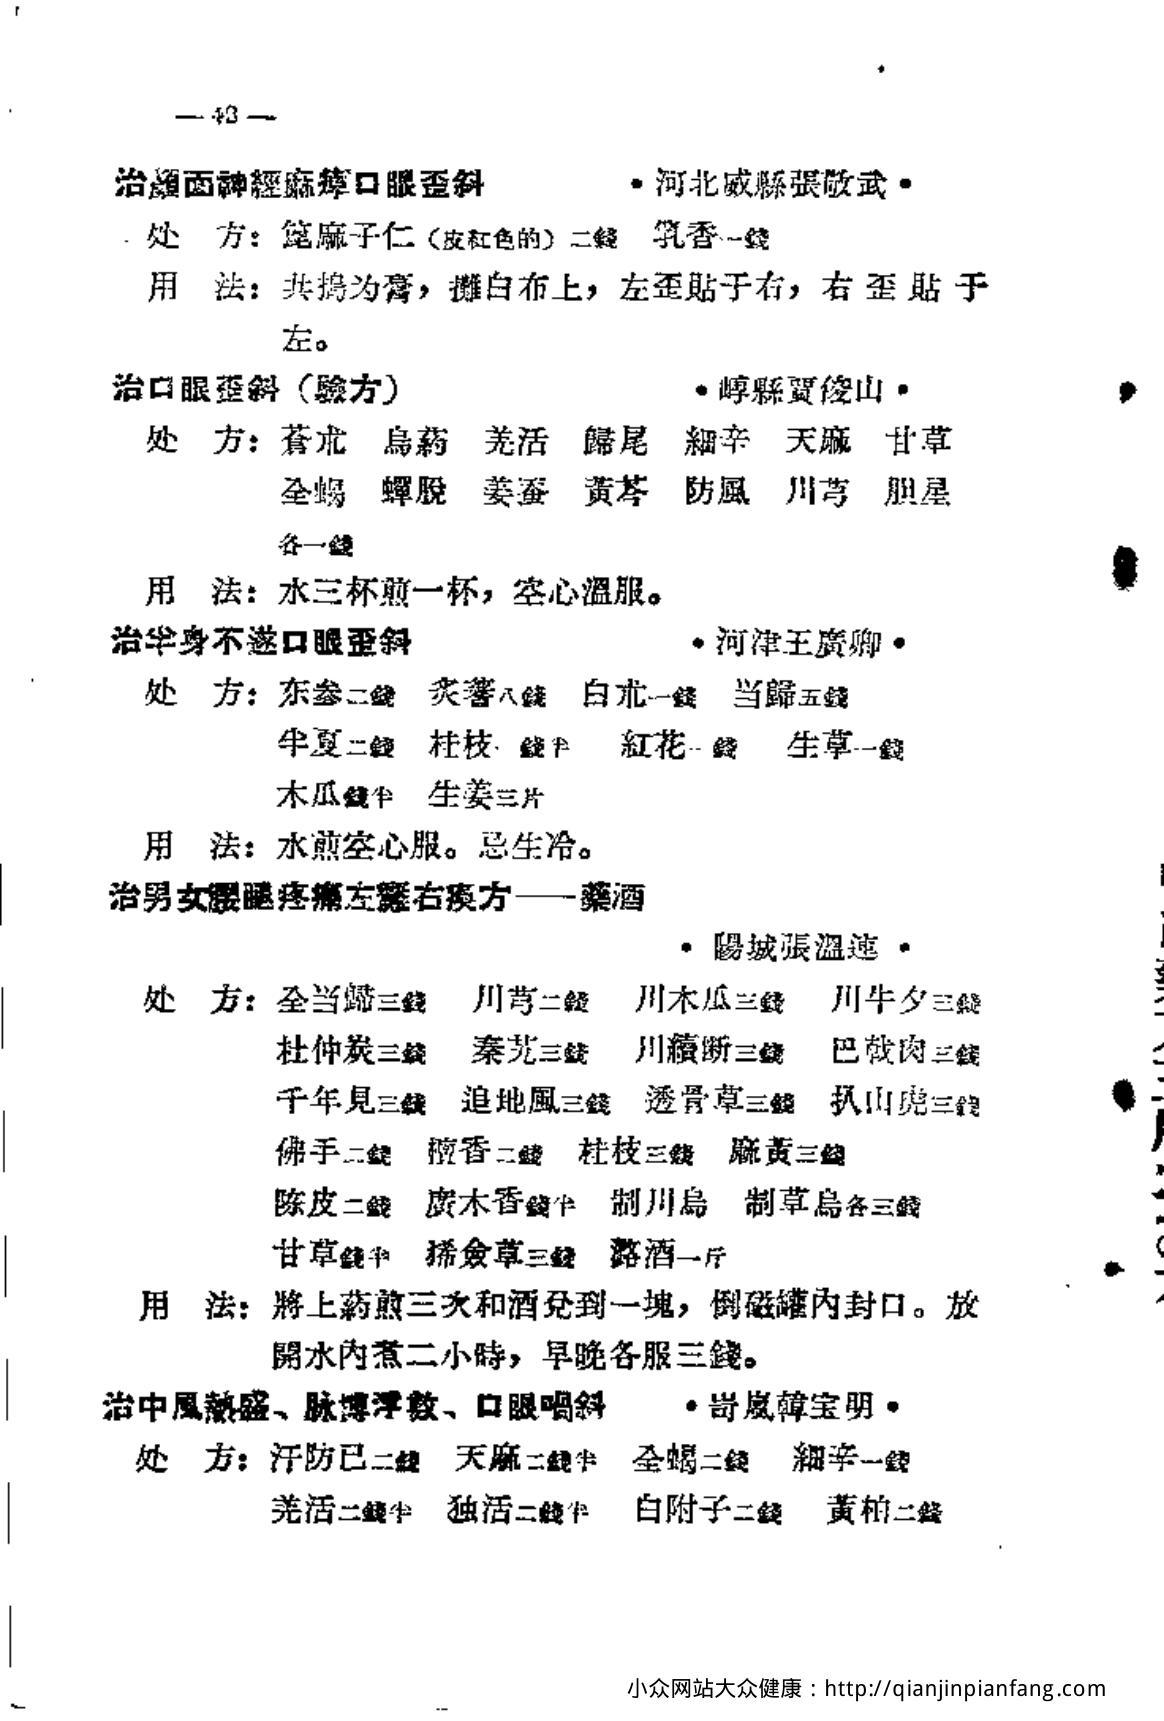 治顏面神經麻痺口眼歪斜 •河北威縣張敬武•
处 方：箆麻子仁（皮紅色的）二錢 乳香一錢
用 法：共搗为膏，攤白布上，左歪貼于右，右歪貼于
左。
治口眼歪斜（驗方） •崞縣賈俊山•
处 方：蒼朮 烏葯 羌活 歸尾 細辛 天麻 甘草
全蝎 蟬脫 姜蚕 黃芩 防風 川芎 胆星
各一錢
用 法：水三杯煎一杯，空心溫服。
治半身不遂口眼歪斜 •河津王廣卿•
处 方：东参二錢 炙蓍八錢 白朮一錢 当歸五錢
半夏二錢 桂枝 錢半 紅花一錢 生草一錢
木瓜錢半 生姜三片
用 法：水煎空心服。忌生冷。
治男女腰腿疼痛左癱右瘓方——藥酒
• 陽城張溫蓮 •
处 方：全当歸三錢 川芎二錢 川木瓜三錢 川牛夕三錢
杜仲炭三錢 秦艽三錢 川續断三錢 巴戟肉三錢
千年見三錢 追地風三錢 透骨草三錢 扒山虎三錢
佛手二錢 檀香二錢 桂枝三錢 麻黃三錢
陈皮二錢 廣木香錢半 制川烏 制草烏各三錢
甘草錢半 稀薟草三錢 潞酒一斤
用 法：將上葯煎三次和酒兌到一塊，倒磁罐內封口。放
開水內煮二小時，早晚各服三錢。
治中風熱盛、脉博浮数、口眼喎斜 •岢嵐韓宝明•
处 方：汗防已二錢 天麻二錢半 全蝎二錢 細辛一錢
羌活二錢半 独活二錢半 白附子二錢 黃柏二錢
小众网站大众健康：http://qianjinpianfang.com